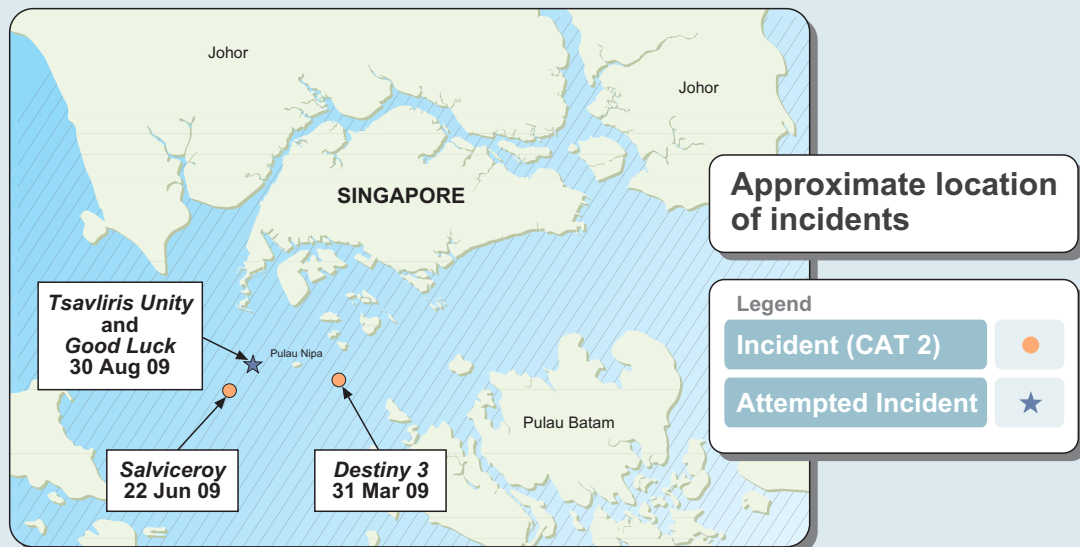 Johor
Johor
SINGAPORE
Approximate location
of incidents
Tsavliris Unity
and
Good Luck
30 Aug 09
Pulau Nipa
Legend
Incident (CAT 2)
Attempted Incident
Pulau Batam
Salviceroy
22 Jun 09
Destiny 3
31 Mar 09